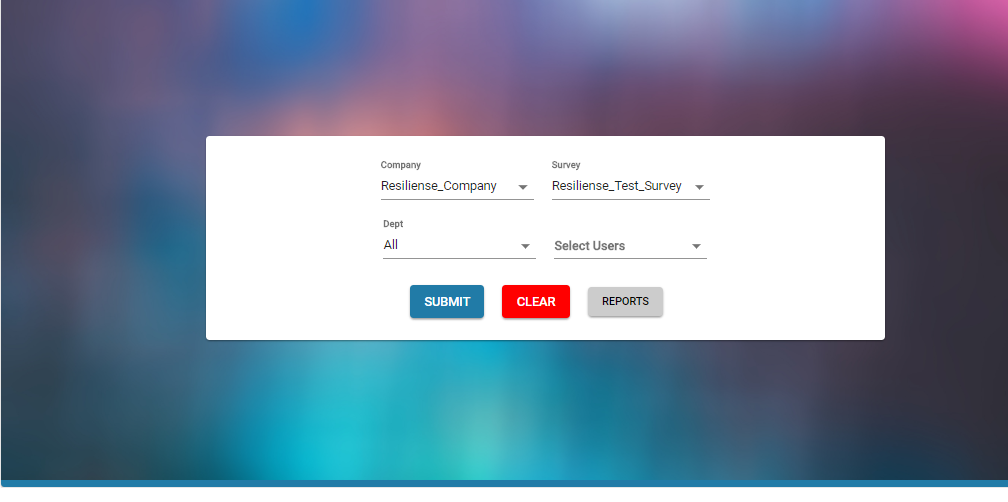 Company Survey
Resiliense_Company Resiliense_Test_Survey
Dept
All Select Users
SUBMIT CLEAR REPORTS